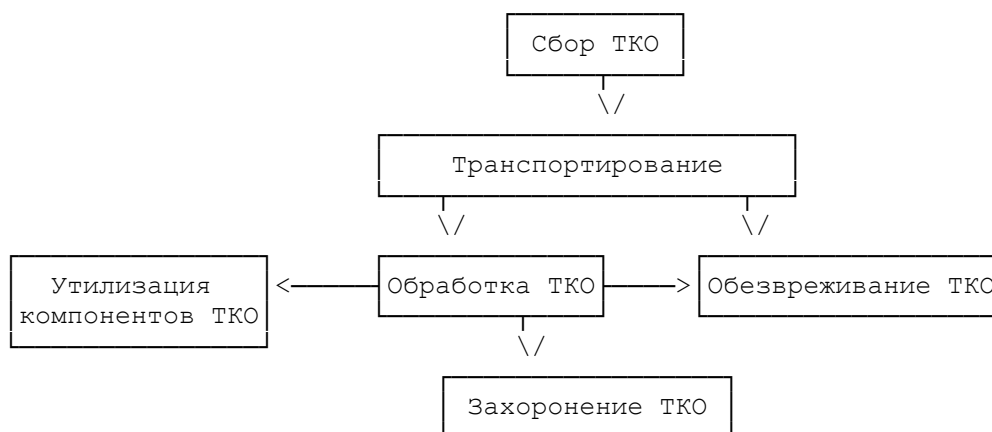 Сбор ТКО
Транспортирование
Утилизация
компонентов ТКО
Обработка ТКО
Обезвреживание ТКО
Захоронение ТКО